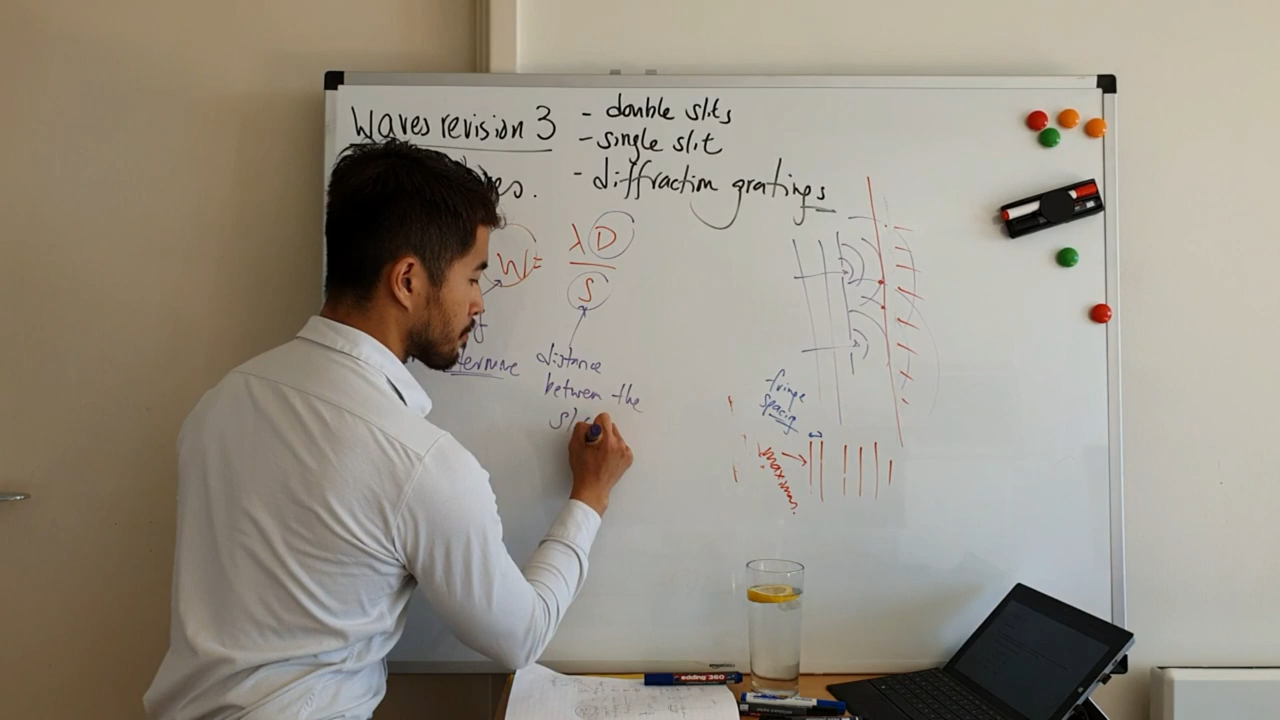 Waves revision 3
- double slits
- single slit
- diffraction gratings
W = λD
S
distance
between the
fringe
spacing
maxima
edding 360